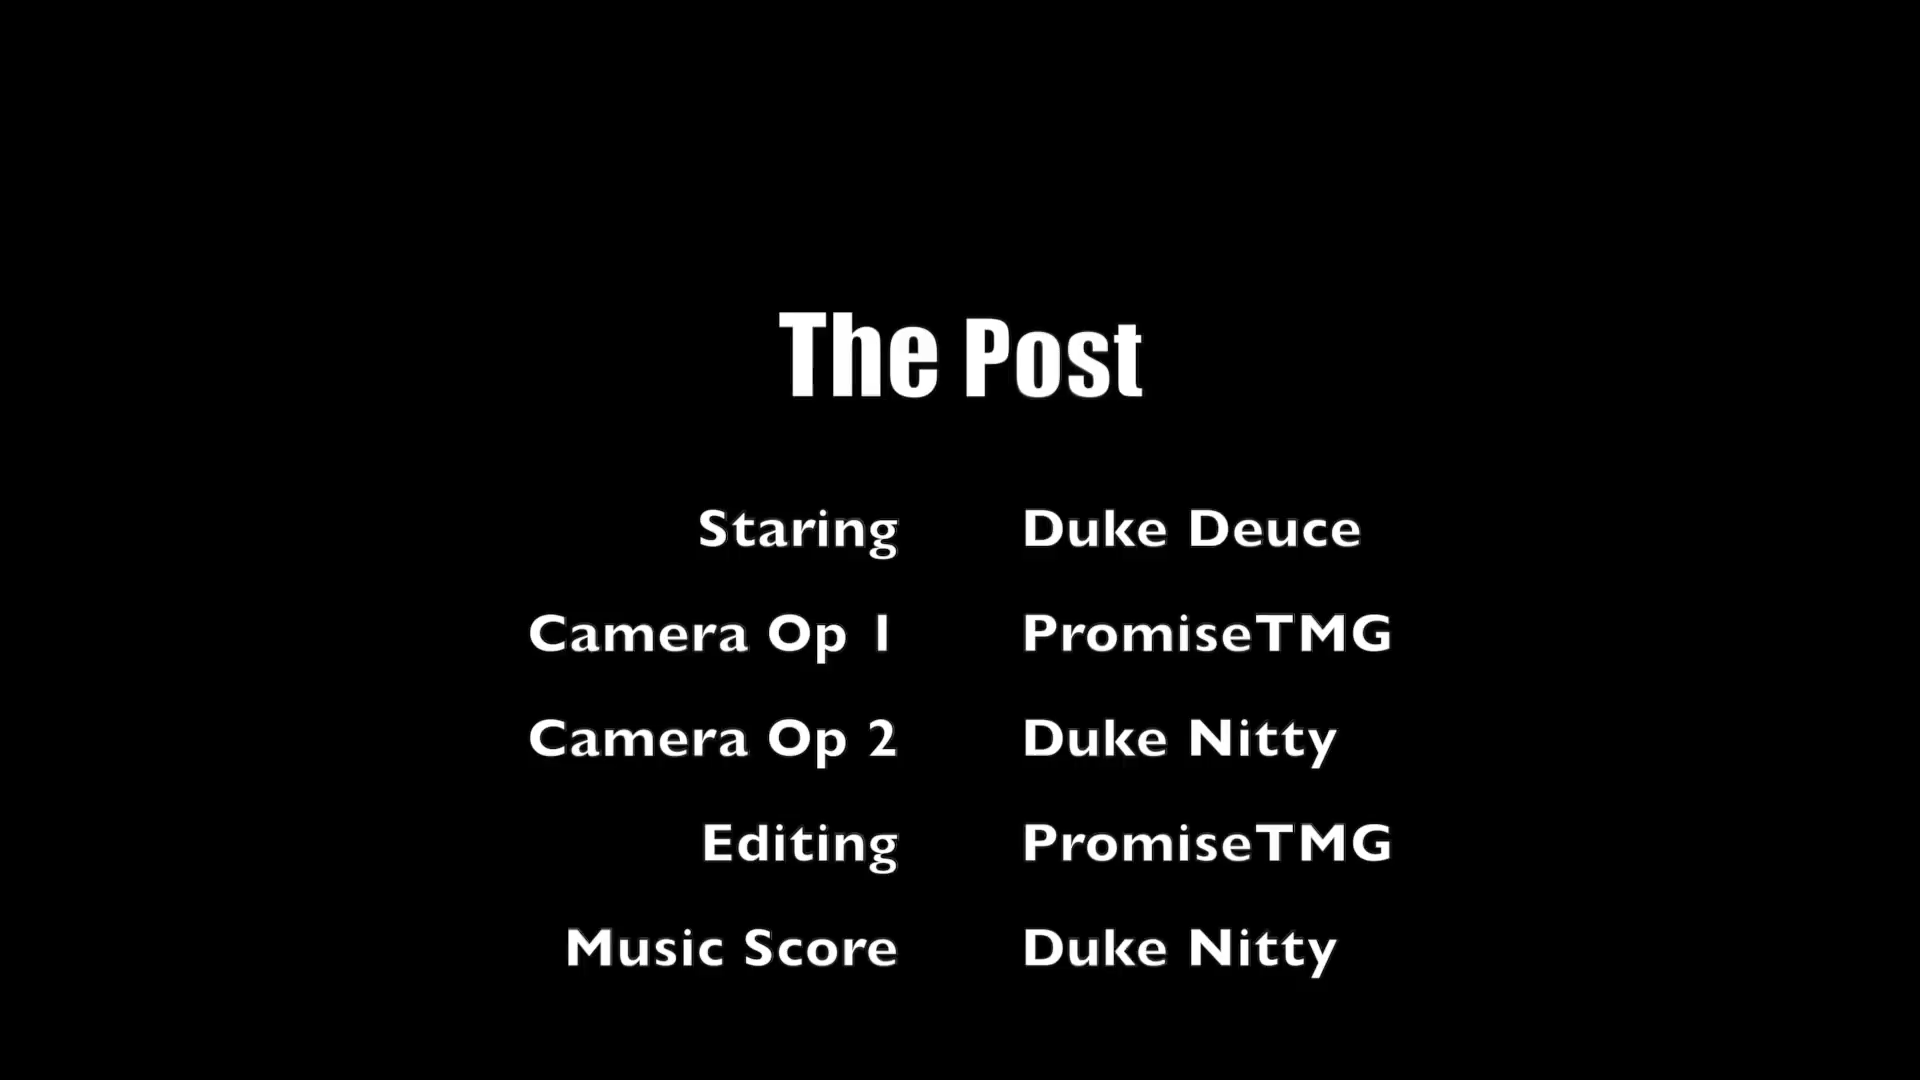 The Post
Staring Duke Deuce
Camera Op 1 PromiseTMG
Camera Op 2 Duke Nitty
Editing PromiseTMG
Music Score Duke Nitty